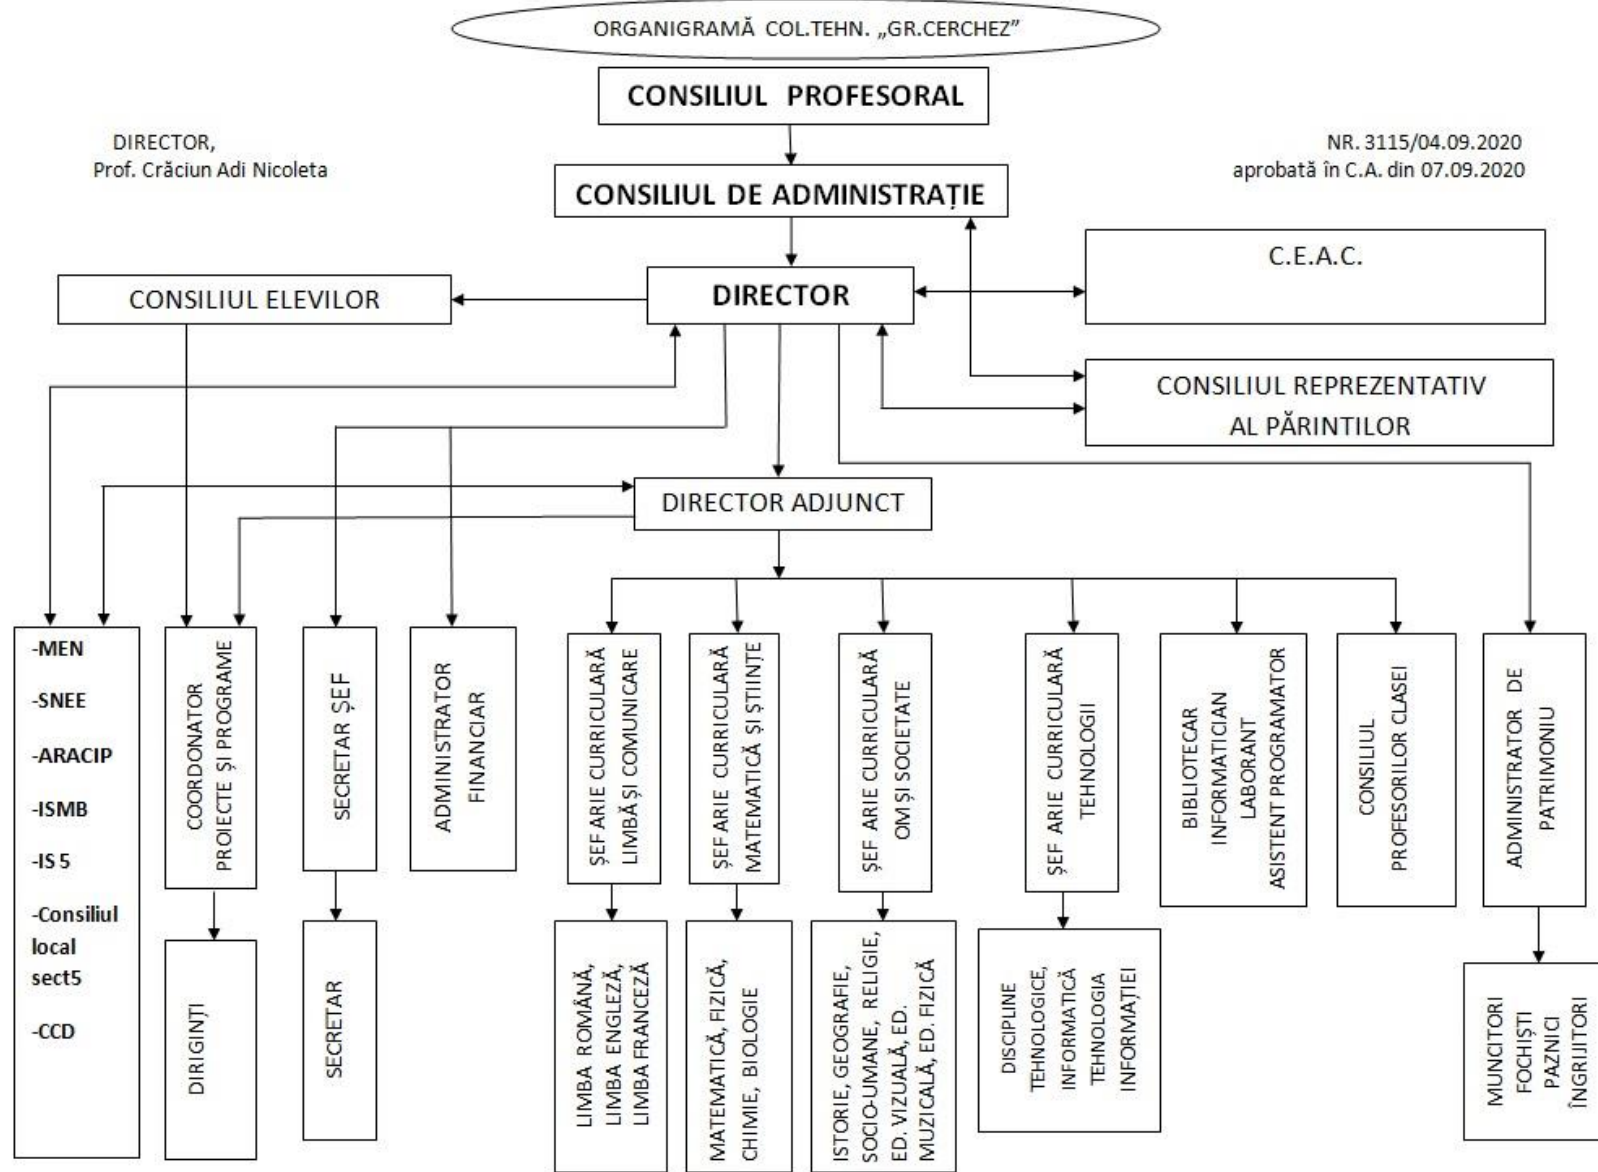 ORGANIGRAMĂ COL.TEHN. „GR.CERCHEZ”
CONSILIUL PROFESORAL
DIRECTOR,
Prof. Crăciun Adi Nicoleta
NR. 3115/04.09.2020
aprobată în C.A. din 07.09.2020
CONSILIUL DE ADMINISTRAȚIE
C.E.A.C.
CONSILIUL ELEVILOR
DIRECTOR
CONSILIUL REPREZENTATIV
AL PĂRINTILOR
DIRECTOR ADJUNCT
-MEN
-SNEE
-ARACIP
-ISMB
-IS 5
-Consiliul
local
sect5
-CCD
COORDONATOR
PROIECTE ȘI PROGRAME
SECRETAR ȘEF
ADMINISTRATOR
FINANCIAR
ȘEF ARIE CURRICULARĂ
LIMBĂ ȘI COMUNICARE
ȘEF ARIE CURRICULARĂ
MATEMATICĂ ȘI ȘTIINȚE
ȘEF ARIE CURRICULARĂ
OM ȘI SOCIETATE
ȘEF ARIE CURRICULARĂ
TEHNOLOGII
BIBLIOTECAR
INFORMATICIAN
LABORANT
ASISTENT PROGRAMATOR
CONSILIUL
PROFESORILOR CLASEI
ADMINISTRATOR DE
PATRIMONIU
DIRIGINȚI
SECRETAR
LIMBA ROMÂNĂ,
LIMBA ENGLEZĂ,
LIMBA FRANCEZĂ
MATEMATICĂ, FIZICĂ,
CHIMIE, BIOLOGIE
ISTORIE, GEOGRAFIE,
SOCIO-UMANE, RELIGIE,
ED. VIZUALĂ, ED.
MUZICALĂ, ED. FIZICĂ
DISCIPLINE
TEHNOLOGICE,
INFORMATICĂ
TEHNOLOGIA
INFORMAȚIEI
MUNCITORI
FOCHIȘTI
PAZNICI
ÎNGRIJITORI